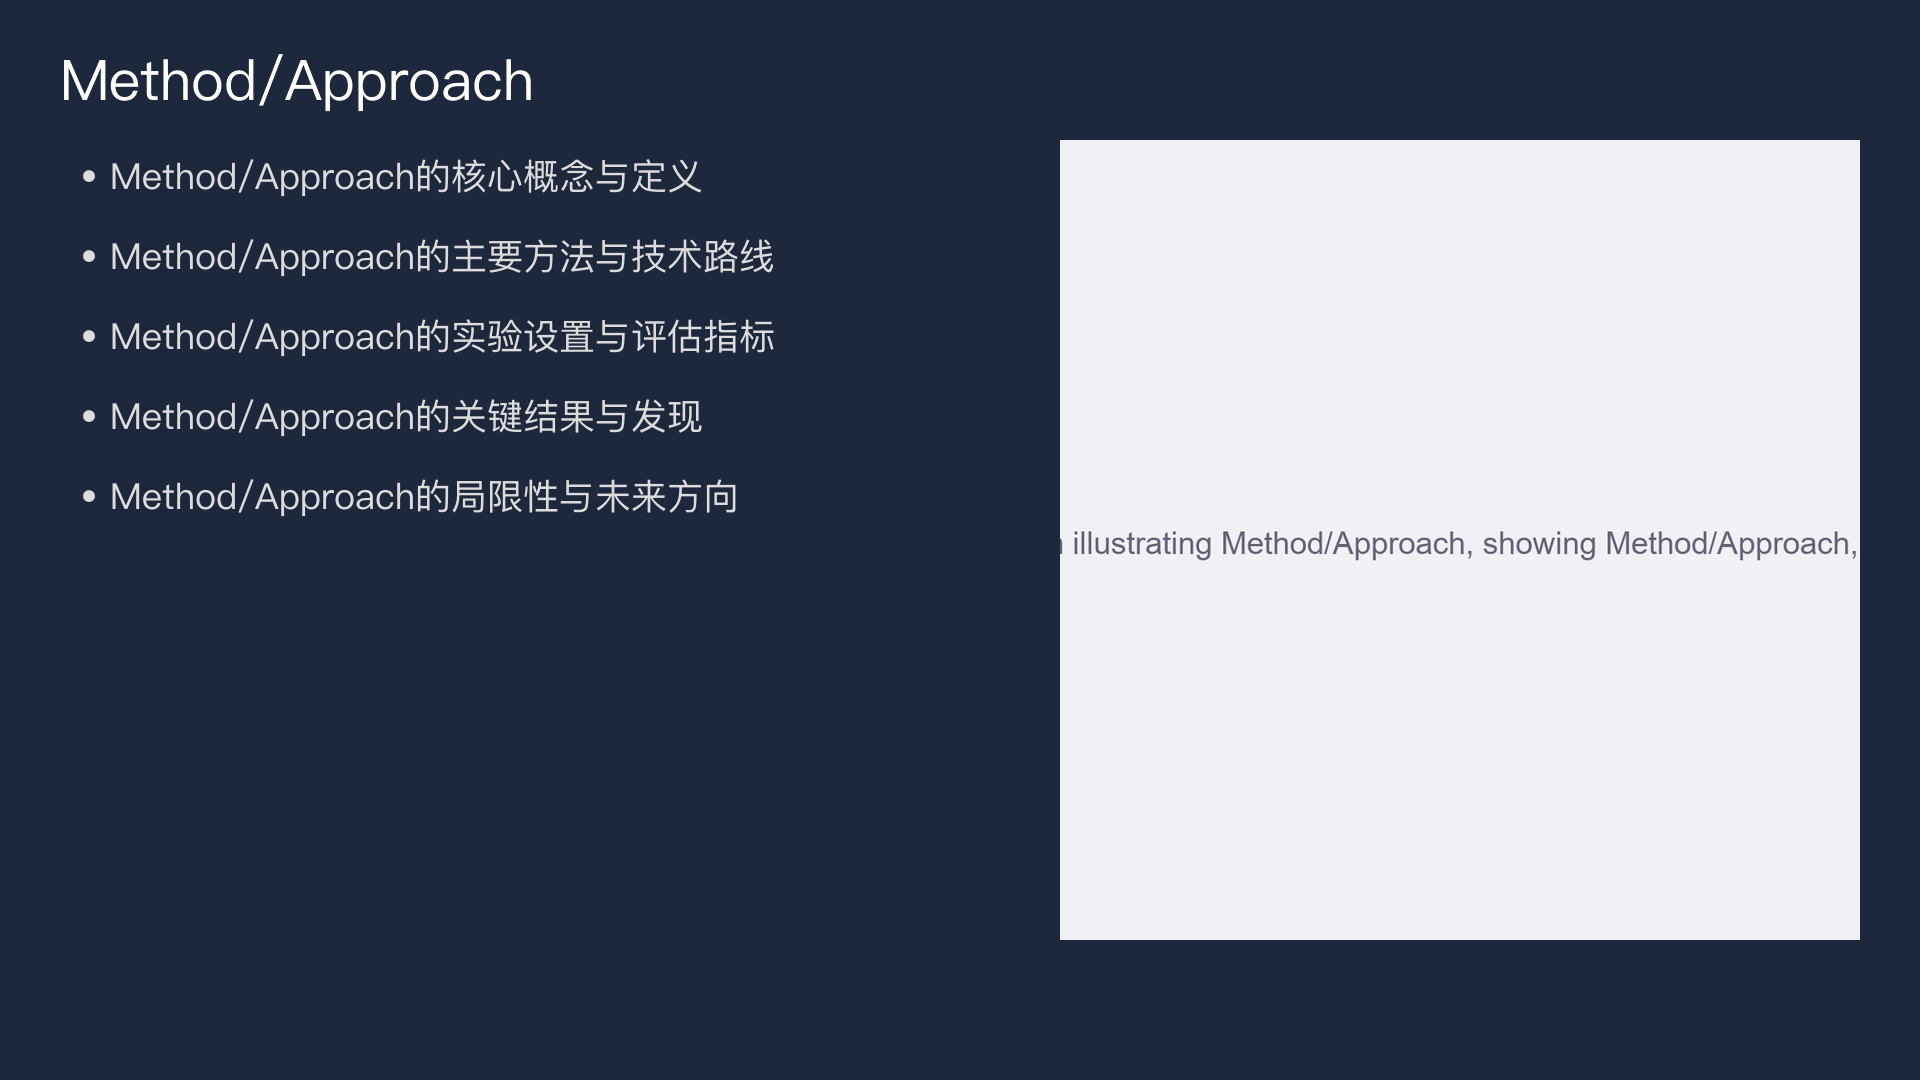 Method/Approach
• Method/Approach的核心概念与定义
• Method/Approach的主要方法与技术路线
• Method/Approach的实验设置与评估指标
• Method/Approach的关键结果与发现
• Method/Approach的局限性与未来方向
illustrating Method/Approach, showing Method/Approach,